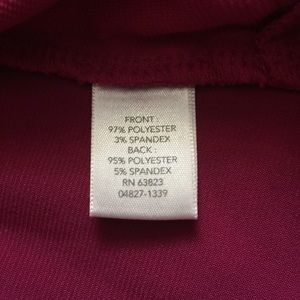 FRONT :
97% POLYESTER
3% SPANDEX
BACK :
95% POLYESTER
5% SPANDEX
RN 63823
04827-1339